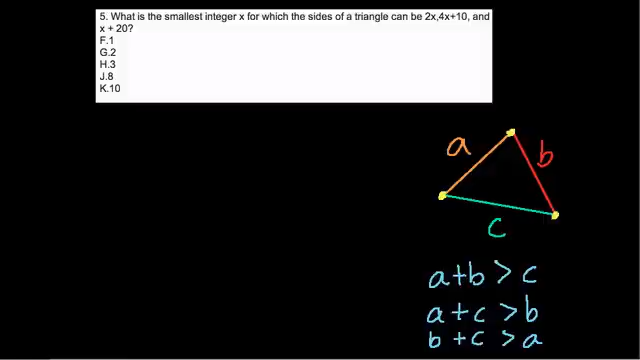 5. What is the smallest integer x for which the sides of a triangle can be 2x,4x+10, and
x + 20?
F.1
G.2
H.3
J.8
K.10
a
b
c
a+b > c
a + c > b
b + c > a